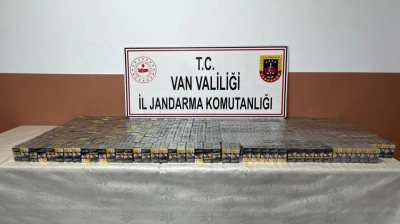 T.C.
VAN VALİLİĞİ
İL JANDARMA KOMUTANLIĞI